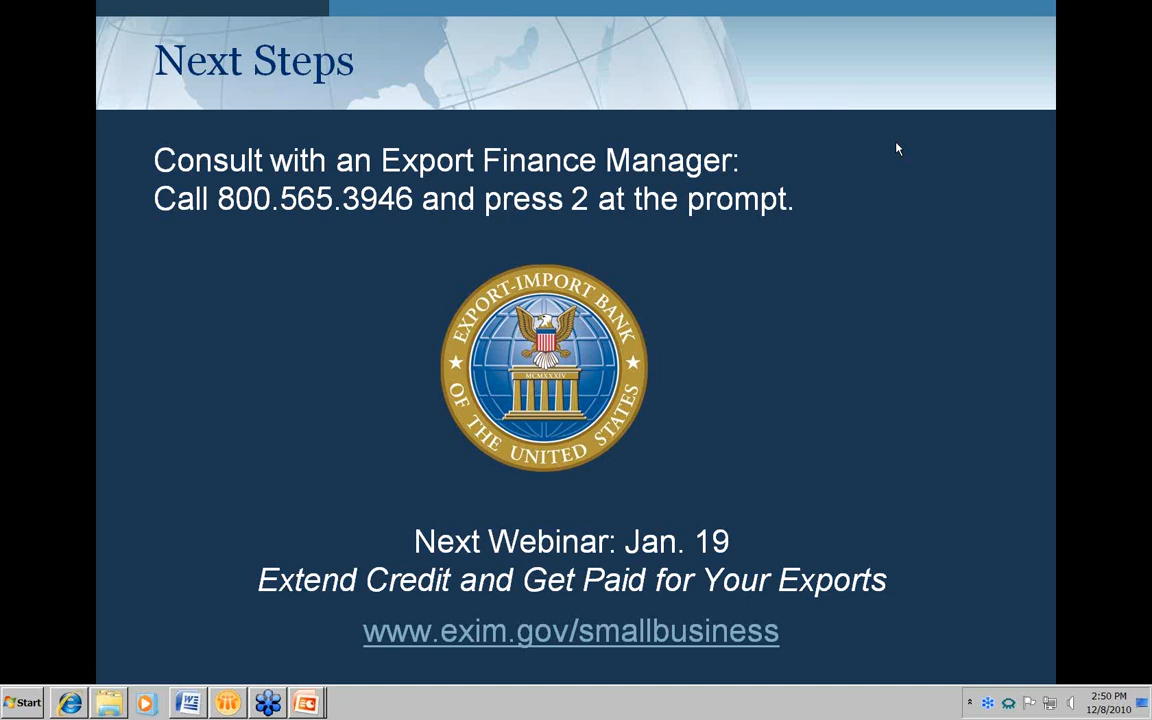 Next Steps
Consult with an Export Finance Manager:
Call 800.565.3946 and press 2 at the prompt.
EXPORT-IMPORT BANK
MCMXXXIV
OF THE UNITED STATES
Next Webinar: Jan. 19
Extend Credit and Get Paid for Your Exports
www.exim.gov/smallbusiness
Start
2:50 PM
12/8/2010